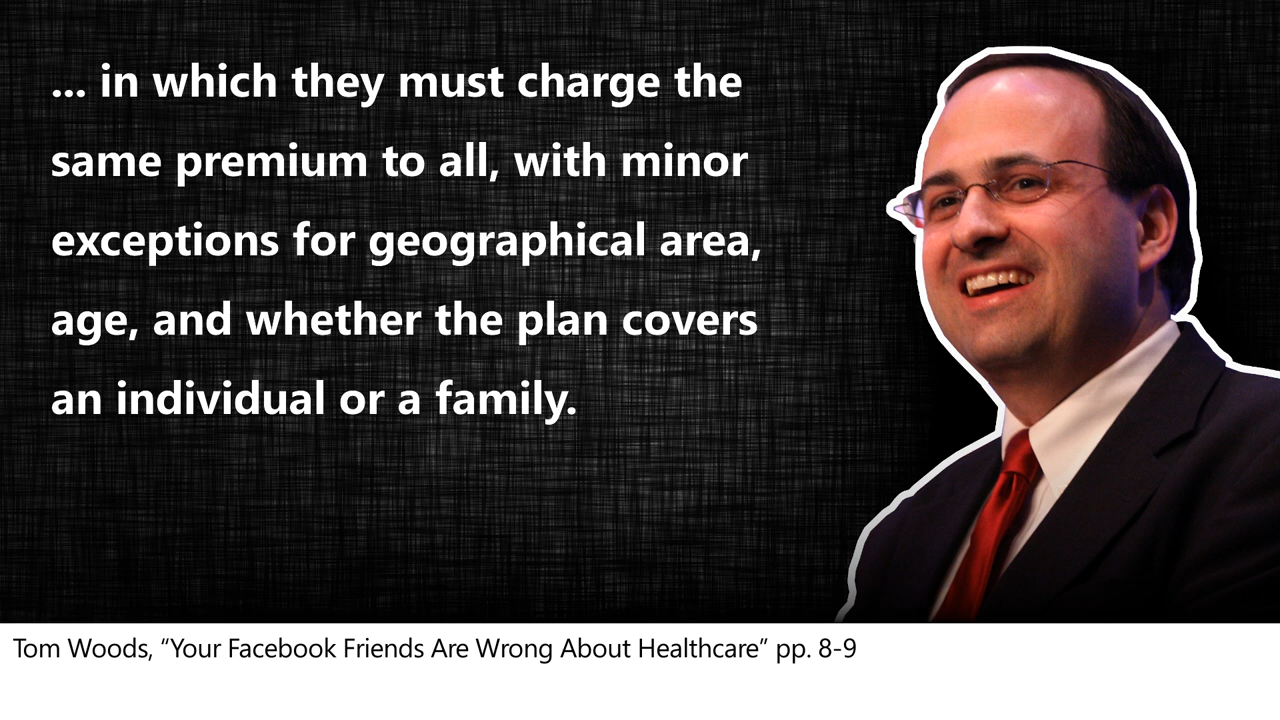 ... in which they must charge the
same premium to all, with minor
exceptions for geographical area,
age, and whether the plan covers
an individual or a family.
Tom Woods, “Your Facebook Friends Are Wrong About Healthcare” pp. 8-9